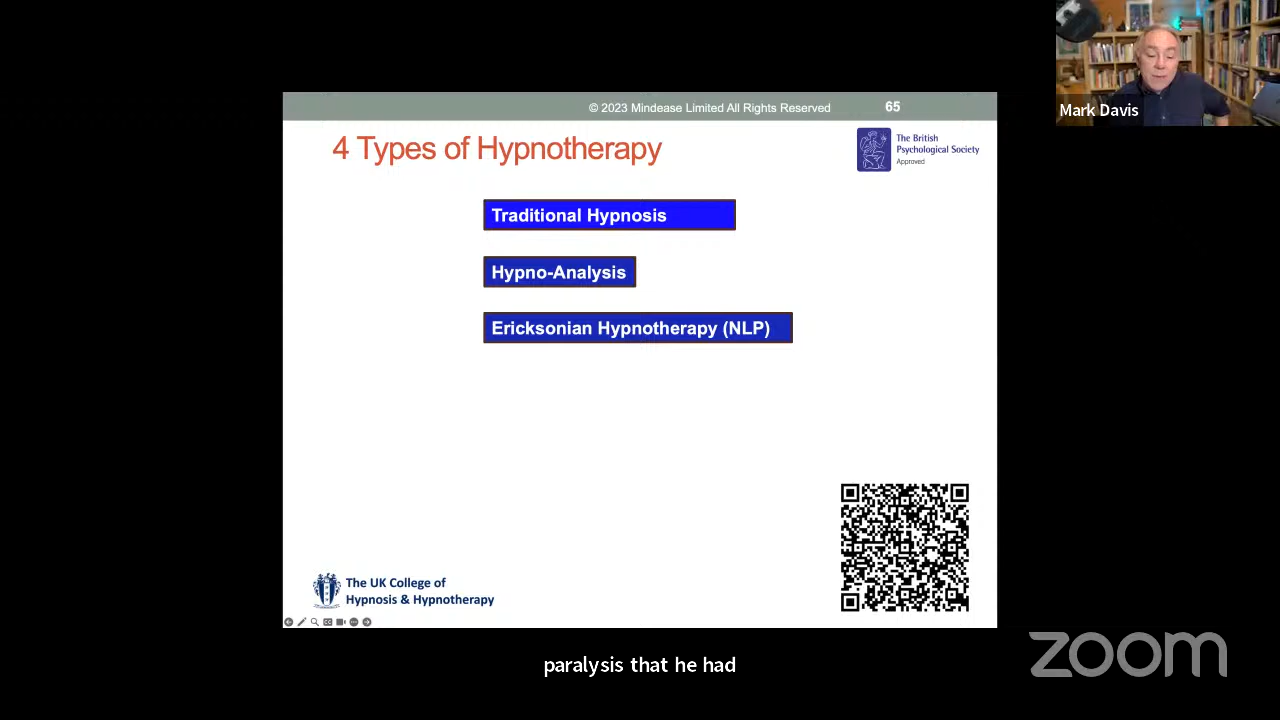 Mark Davis
© 2023 Mindease Limited All Rights Reserved 65
4 Types of Hypnotherapy
The British
Psychological Society
Approved
Traditional Hypnosis
Hypno-Analysis
Ericksonian Hypnotherapy (NLP)
The UK College of
Hypnosis & Hypnotherapy
paralysis that he had
zoom